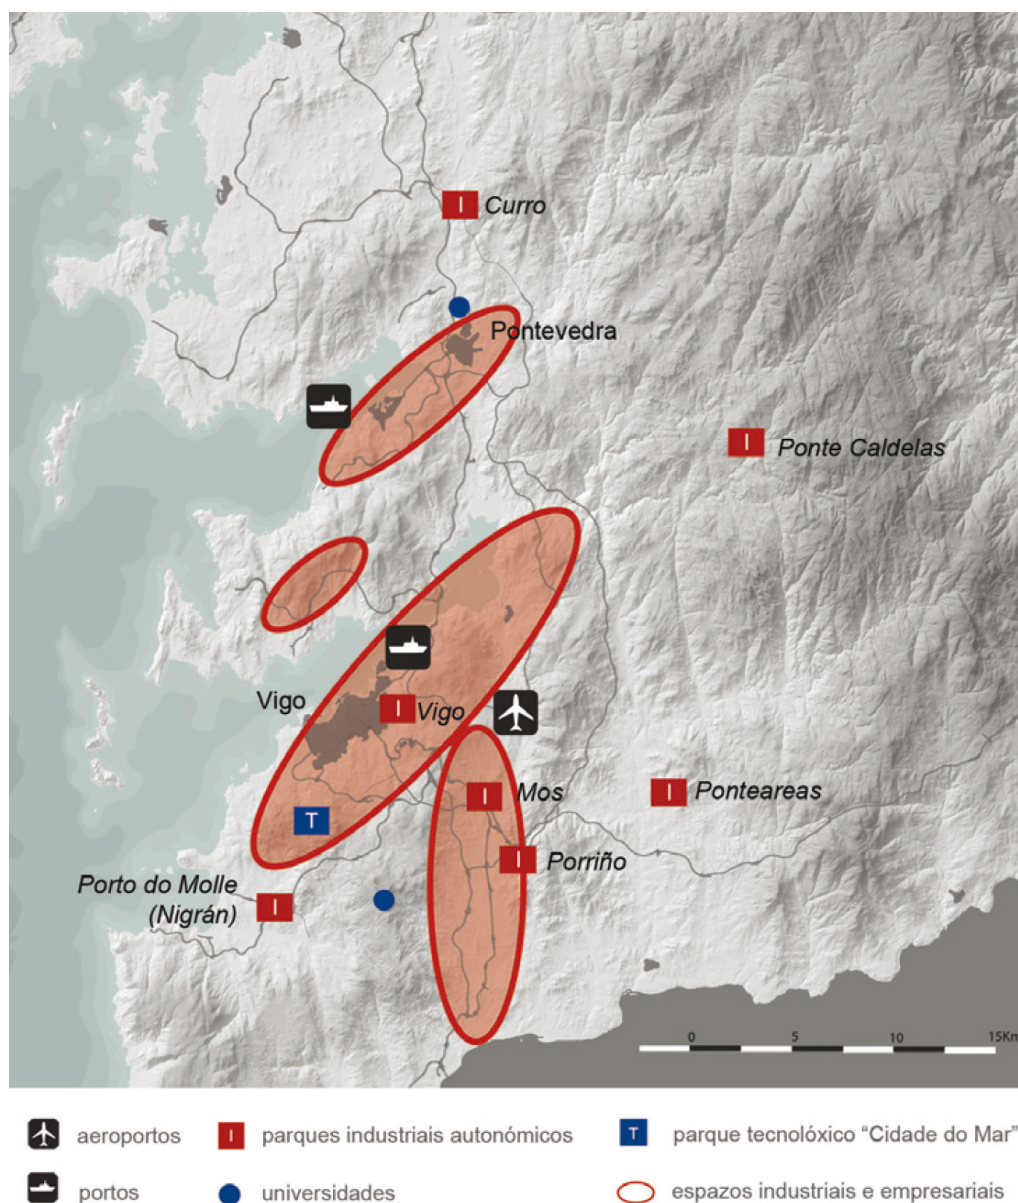 I Curro
Pontevedra
I
Ponte Caldelas
Vigo
I Vigo
I Mos
I Ponteareas
T
I Porriño
Porto do Molle
(Nigrán)
I
0 5 10 15Km
aeroportos
I parques industriais autonómicos
T parque tecnolóxico “Cidade do Mar”
portos
universidades
espazos industriais e empresariais